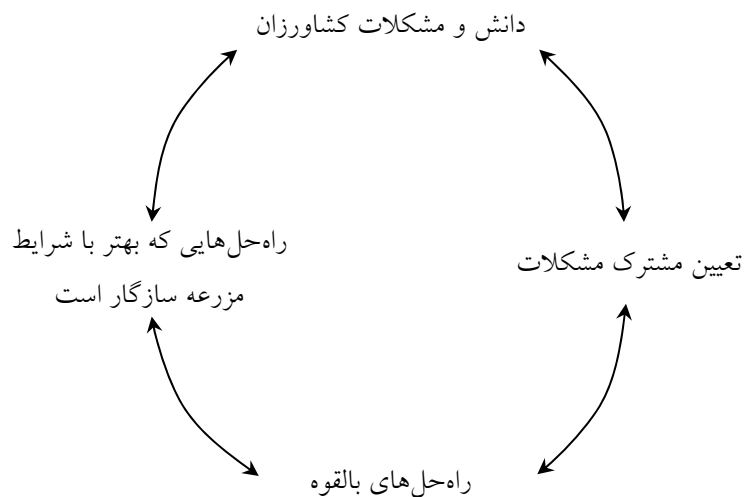 دانش و مشکلات کشاورزان
راه‌حل‌هایی که بهتر با شرایط
مزرعه سازگار است
تعیین مشترک مشکلات
راه‌حل‌های بالقوه